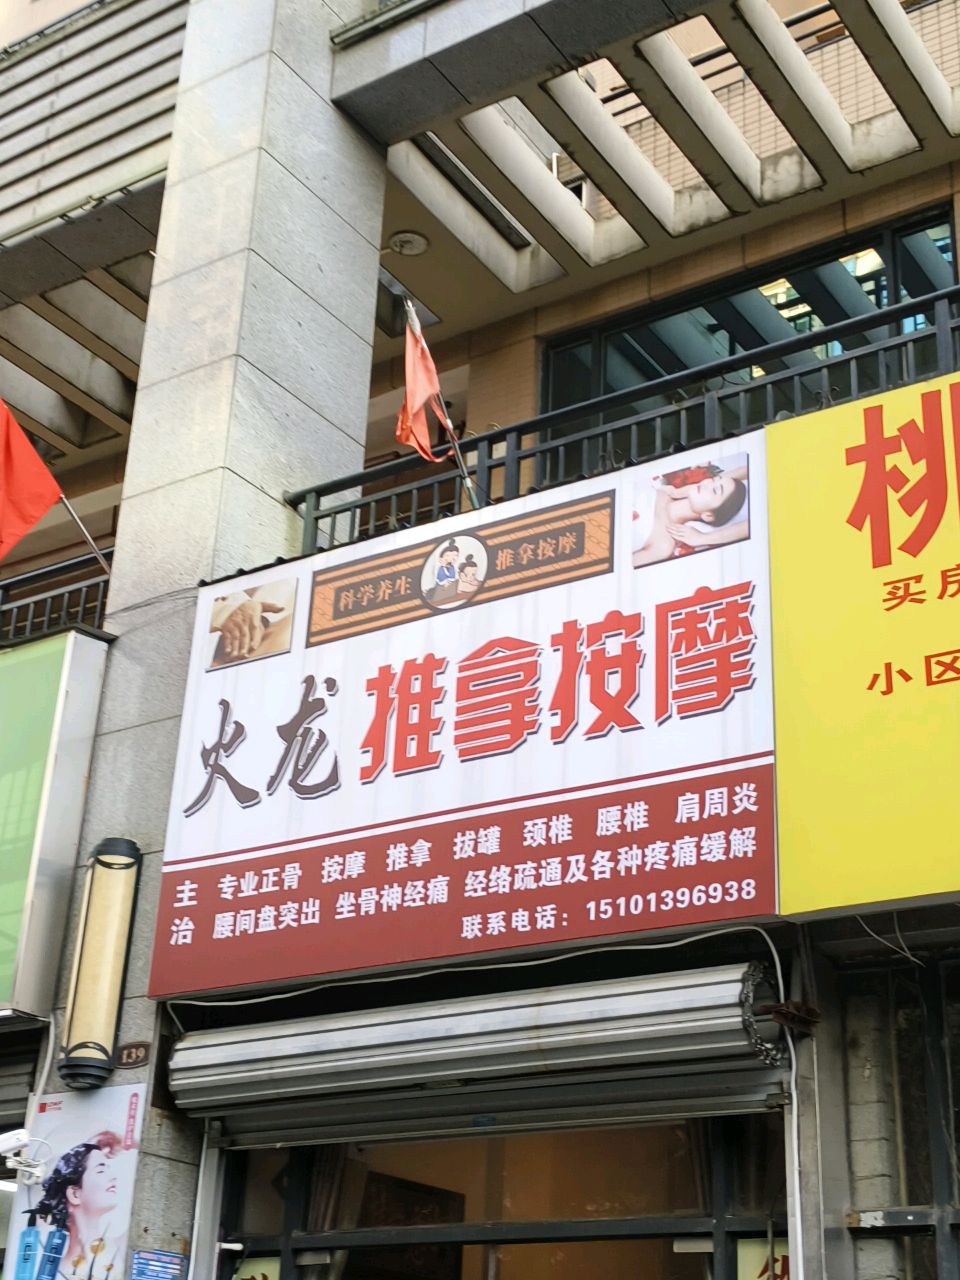 科学养生 推拿按摩
火龙 推拿按摩
主治
专业正骨 按摩 推拿 拔罐 颈椎 腰椎 肩周炎
腰间盘突出 坐骨神经痛 经络疏通及各种疼痛缓解
联系电话：15101396938
桃
买房
小区
139